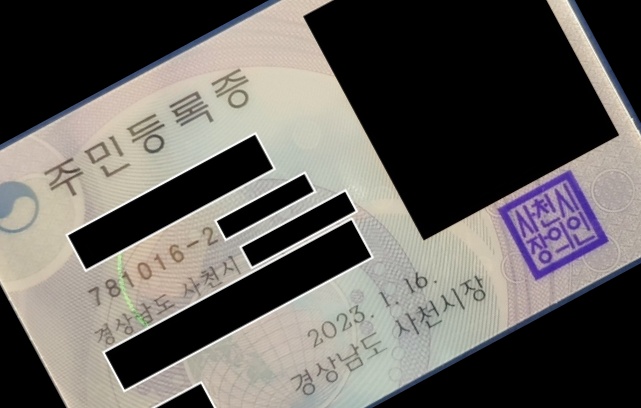 주민등록증
781016-2
경상남도 사천시
2023. 1. 16.
경상남도 사천시장
사천시
장의인